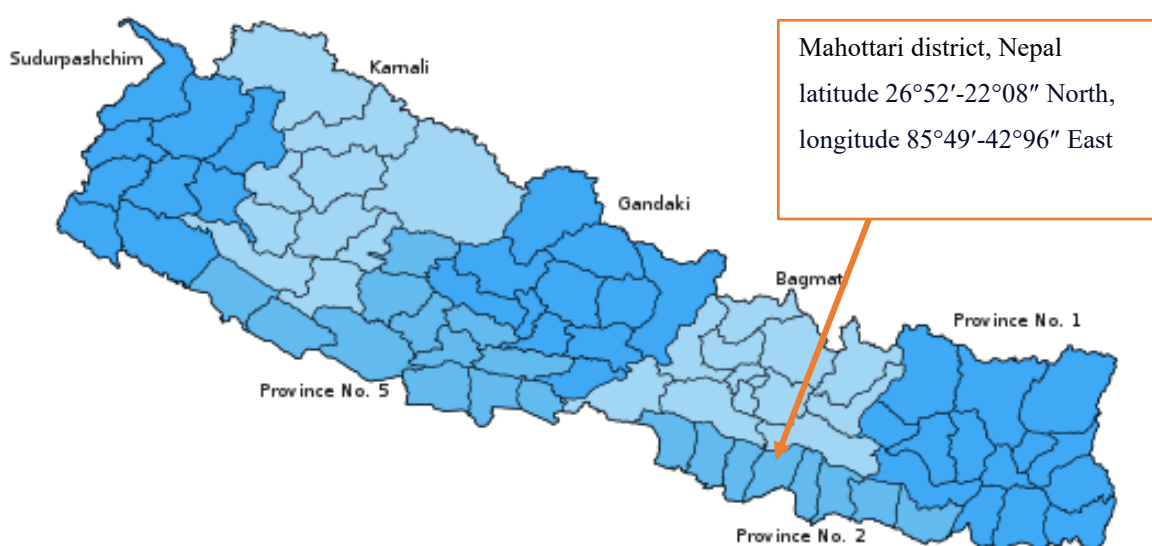 Sudurpashchim
Karnali
Mahottari district, Nepal
latitude 26°52′-22°08″ North,
longitude 85°49′-42°96″ East
Gandaki
Bagmati
Province No. 1
Province No. 5
Province No. 2